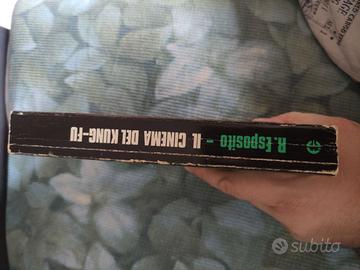 R. Esposito - IL CINEMA DEL KUNG-FU
subito